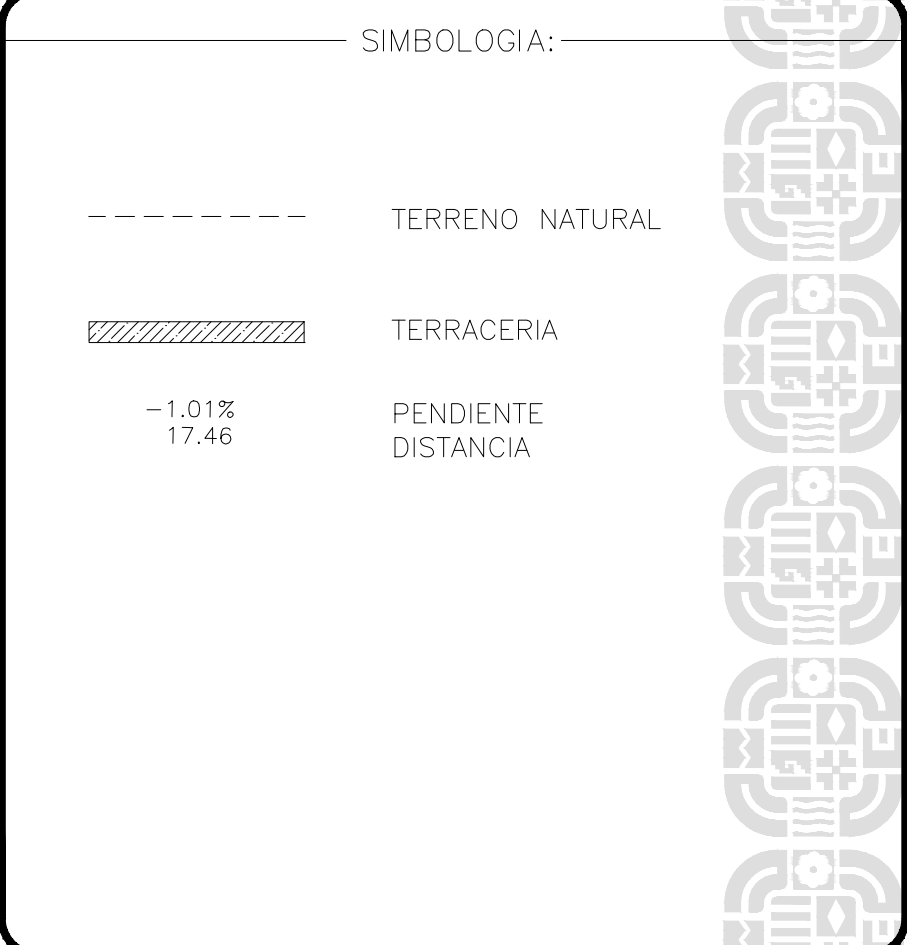 SIMBOLOGIA:
TERRENO NATURAL
TERRACERIA
-1.01% PENDIENTE
17.46 DISTANCIA